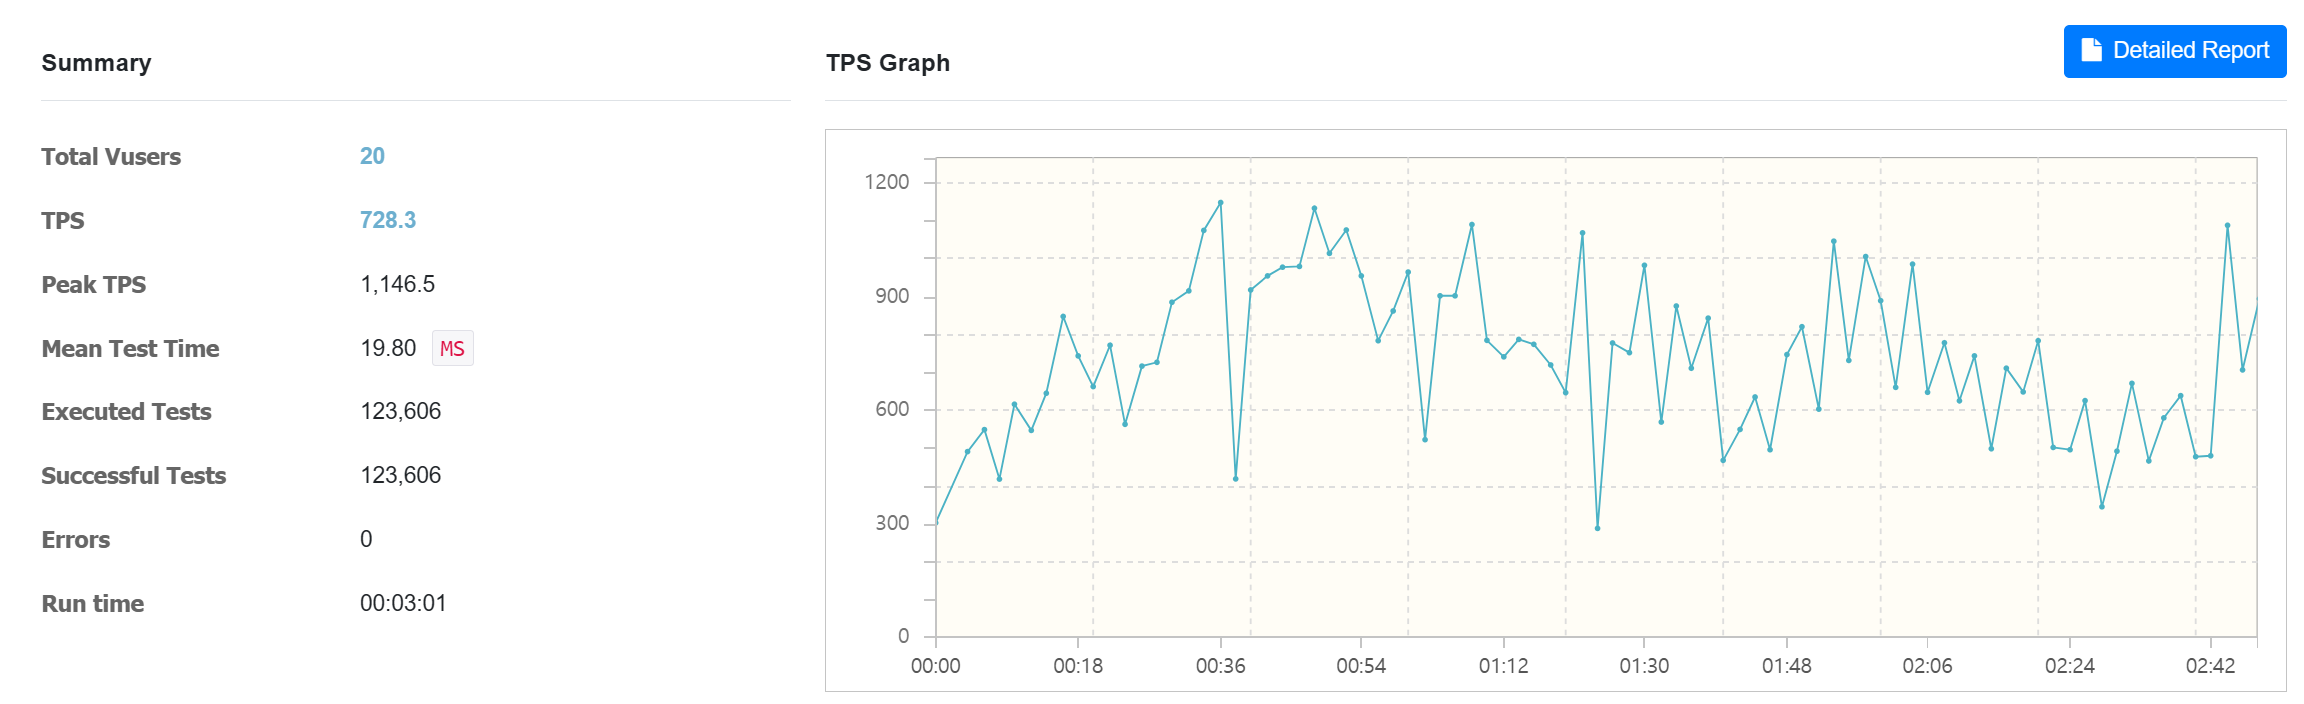 Summary
Total Vusers 20
TPS 728.3
Peak TPS 1,146.5
Mean Test Time 19.80 MS
Executed Tests 123,606
Successful Tests 123,606
Errors 0
Run time 00:03:01
TPS Graph
Detailed Report
1200
900
600
300
0
00:00 00:18 00:36 00:54 01:12 01:30 01:48 02:06 02:24 02:42